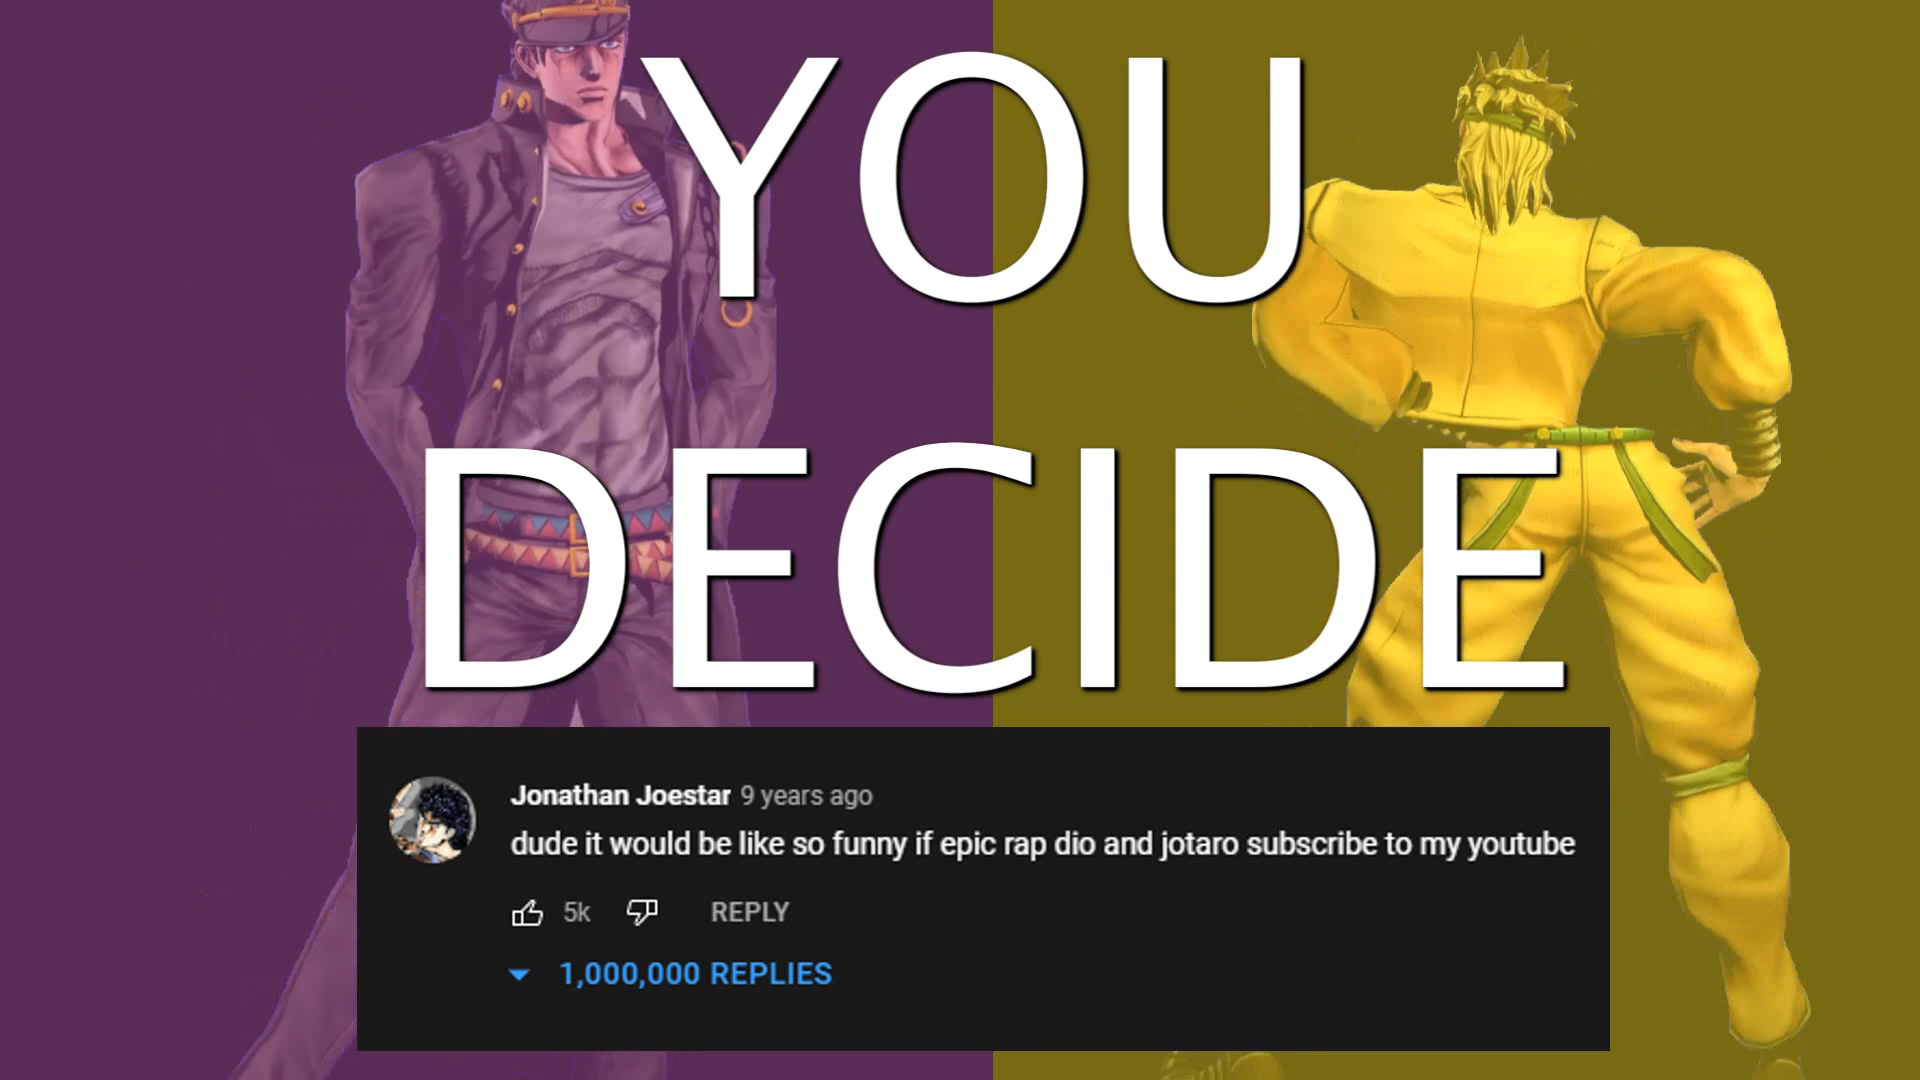 YOU
DECIDE
Jonathan Joestar 9 years ago
dude it would be like so funny if epic rap dio and jotaro subscribe to my youtube
5k REPLY
1,000,000 REPLIES